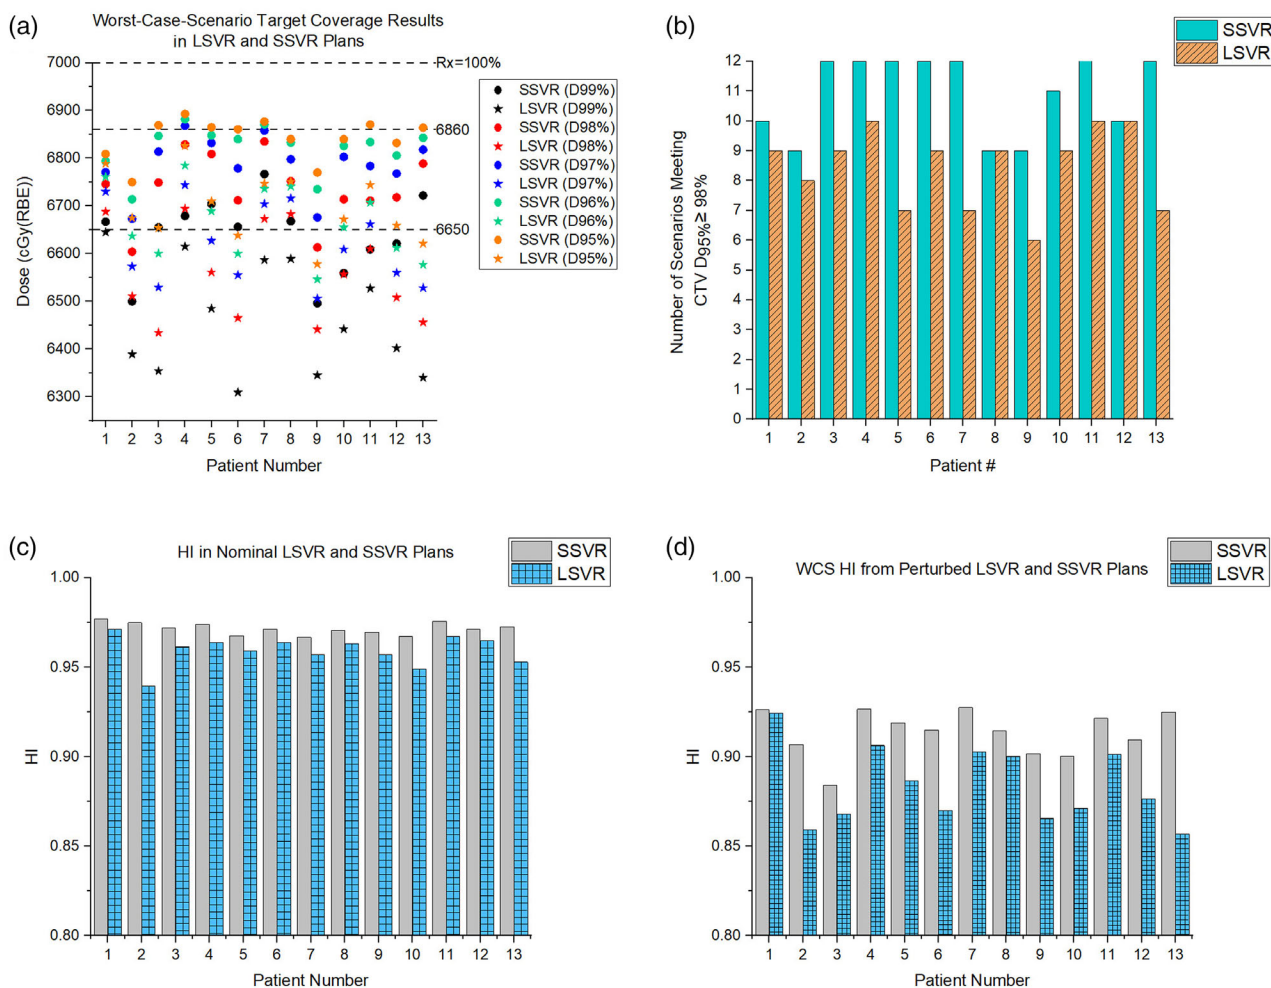 (a)
Worst-Case-Scenario Target Coverage Results
in LSVR and SSVR Plans
7000
6900
6800
6700
6600
6500
6400
6300
Rx=100%
6860
6650
Dose (cGy(RBE))
1 2 3 4 5 6 7 8 9 10 11 12 13
Patient Number
SSVR (D99%)
LSVR (D99%)
SSVR (D98%)
LSVR (D98%)
SSVR (D97%)
LSVR (D97%)
SSVR (D96%)
LSVR (D96%)
SSVR (D95%)
LSVR (D95%)
(b)
SSVR
LSVR
12
11
10
9
8
7
6
5
4
3
2
1
0
Number of Scenarios Meeting
CTV D95%≥ 98%
1 2 3 4 5 6 7 8 9 10 11 12 13
Patient #
(c)
HI in Nominal LSVR and SSVR Plans
SSVR
LSVR
1.00
0.95
0.90
0.85
0.80
HI
1 2 3 4 5 6 7 8 9 10 11 12 13
Patient Number
(d)
WCS HI from Perturbed LSVR and SSVR Plans
SSVR
LSVR
1.00
0.95
0.90
0.85
0.80
HI
1 2 3 4 5 6 7 8 9 10 11 12 13
Patient Number